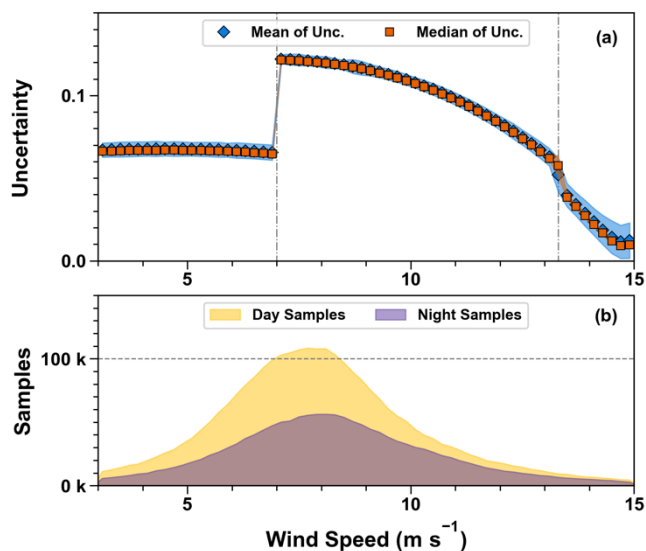 Mean of Unc. Median of Unc. (a)
Uncertainty
0.1
0.0
5 10 15
Day Samples Night Samples (b)
Samples
100 k
0 k
5 10 15
Wind Speed (m s⁻¹)